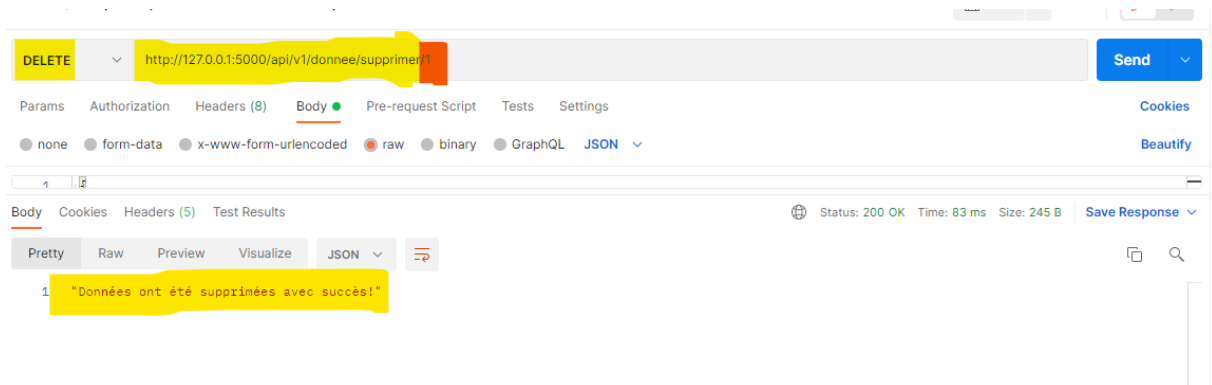 DELETE http://127.0.0.1:5000/api/v1/donnee/supprimer/1 Send
Params Authorization Headers (8) Body Pre-request Script Tests Settings Cookies
none form-data x-www-form-urlencoded raw binary GraphQL JSON Beautify
1
Body Cookies Headers (5) Test Results Status: 200 OK Time: 83 ms Size: 245 B Save Response
Pretty Raw Preview Visualize JSON
1 "Données ont été supprimées avec succès!"